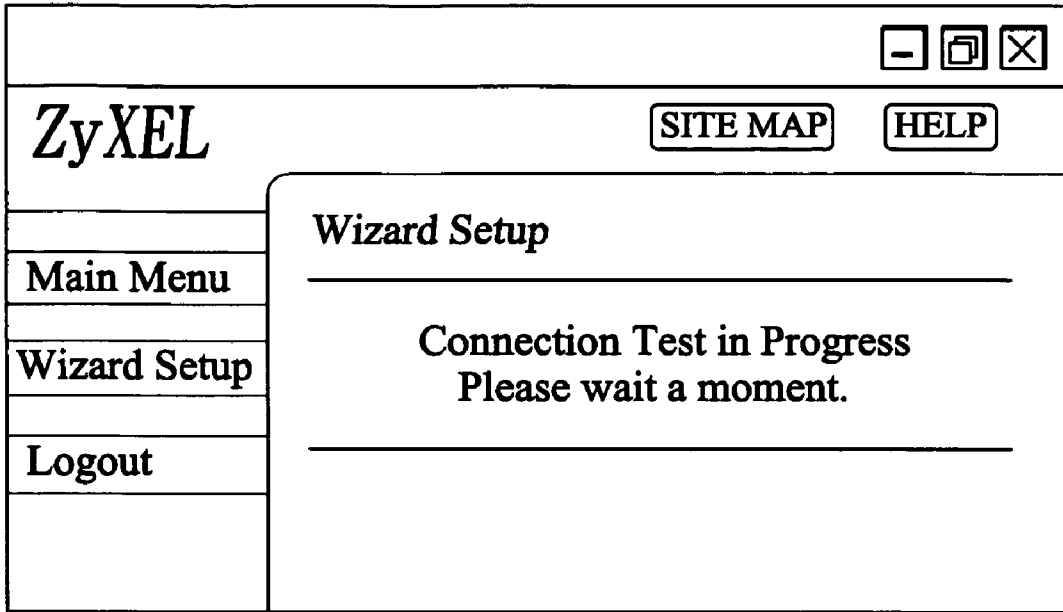 ZyXEL
SITE MAP
HELP
Main Menu
Wizard Setup
Logout
Wizard Setup
Connection Test in Progress
Please wait a moment.